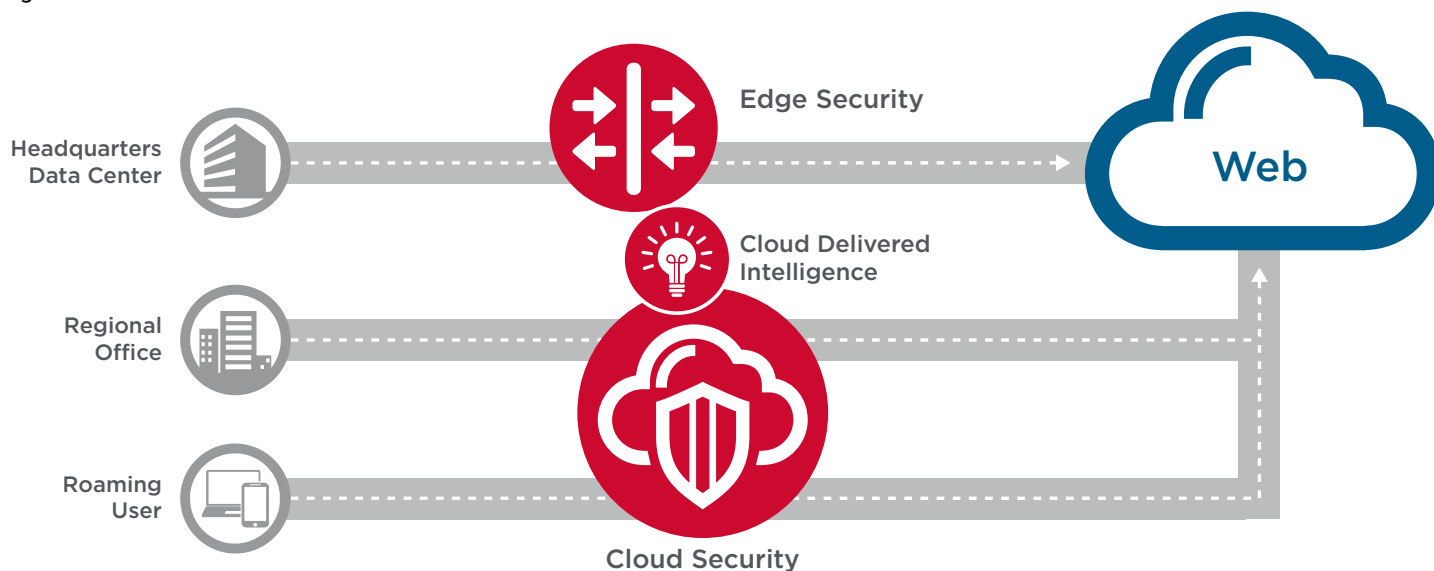 Edge Security
Headquarters
Data Center
Web
Cloud Delivered
Intelligence
Regional
Office
Roaming
User
Cloud Security